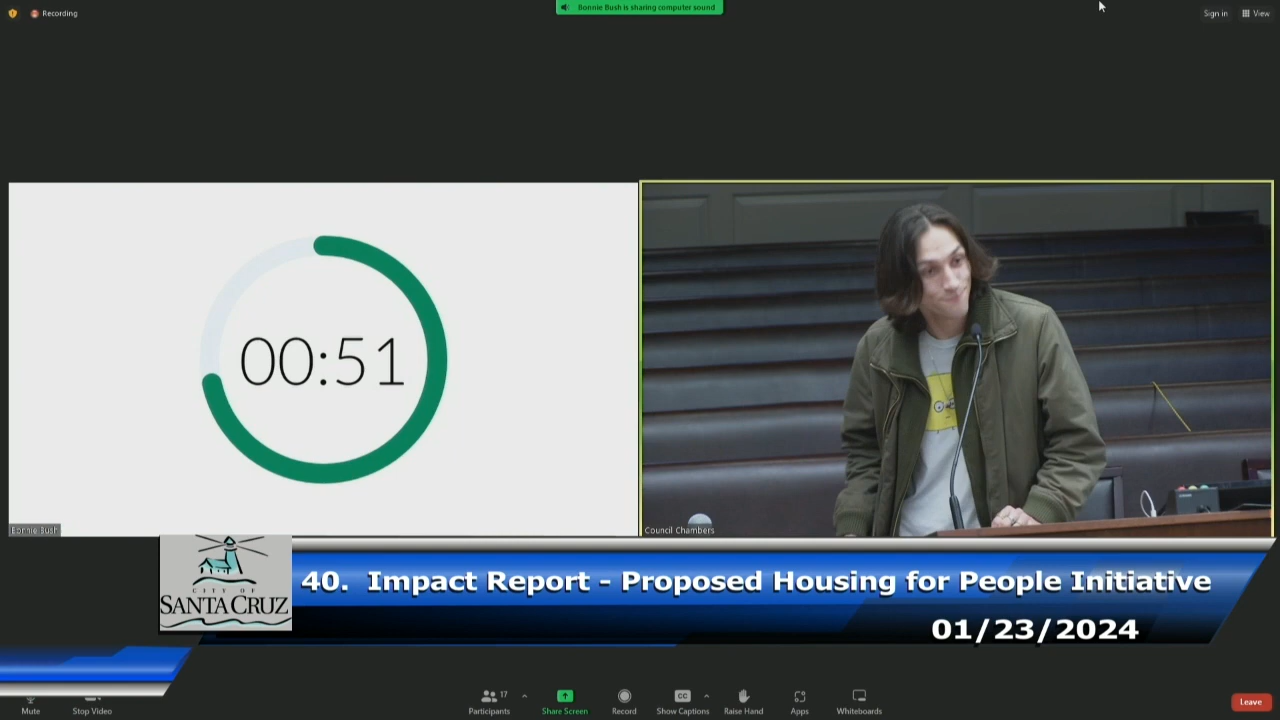 Recording
Bonnie Bush is sharing computer sound
Sign in
View
00:51
Bonnie Bush
Council Chambers
CITY OF
SANTA CRUZ
40. Impact Report - Proposed Housing for People Initiative
01/23/2024
Mute
Stop Video
Participants
17
Share Screen
Record
CC
Show Captions
Raise Hand
Apps
Whiteboards
Leave